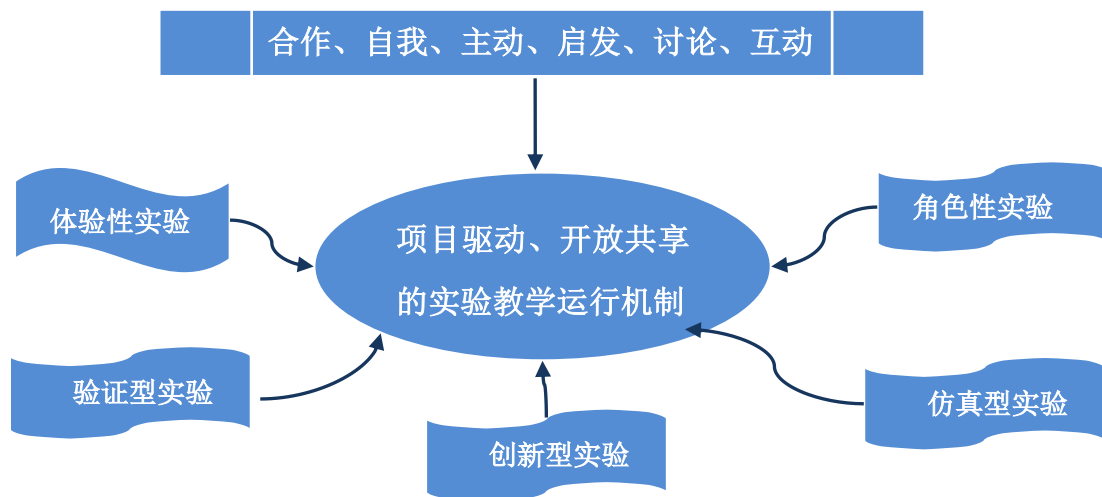 合作、自我、主动、启发、讨论、互动
体验性实验
角色性实验
项目驱动、开放共享
的实验教学运行机制
验证型实验
仿真型实验
创新型实验